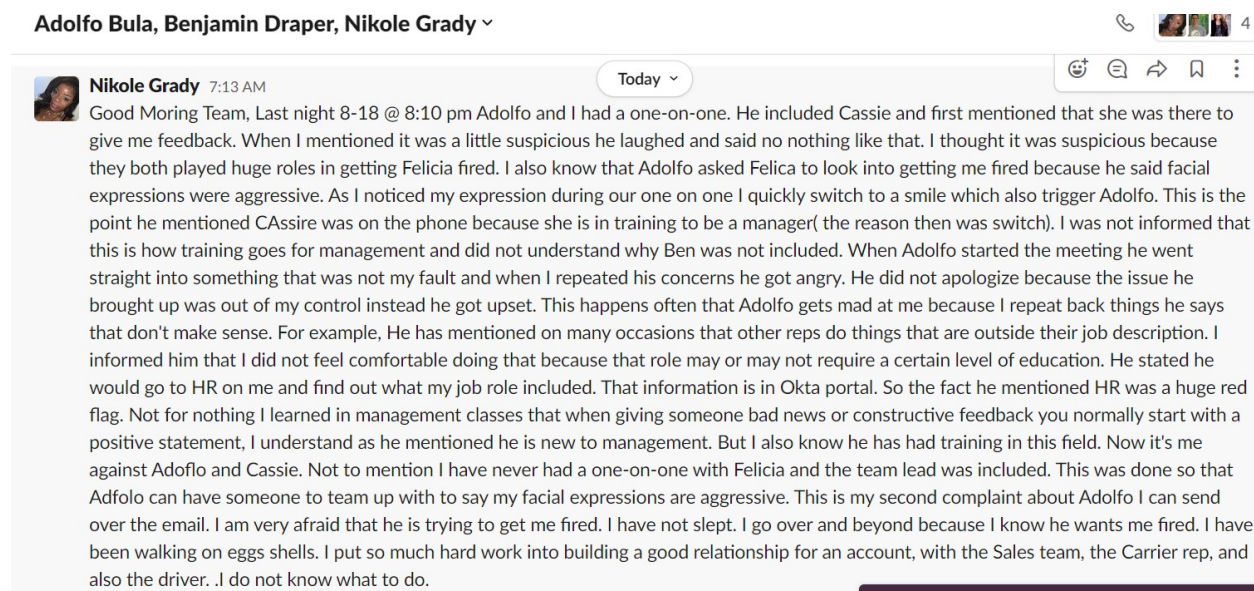 Adolfo Bula, Benjamin Draper, Nikole Grady
4
Nikole Grady 7:13 AM
Today
Good Moring Team, Last night 8-18 @ 8:10 pm Adolfo and I had a one-on-one. He included Cassie and first mentioned that she was there to
give me feedback. When I mentioned it was a little suspicious he laughed and said no nothing like that. I thought it was suspicious because
they both played huge roles in getting Felicia fired. I also know that Adolfo asked Felica to look into getting me fired because he said facial
expressions were aggressive. As I noticed my expression during our one on one I quickly switch to a smile which also trigger Adolfo. This is the
point he mentioned CAssire was on the phone because she is in training to be a manager( the reason then was switch). I was not informed that
this is how training goes for management and did not understand why Ben was not included. When Adolfo started the meeting he went
straight into something that was not my fault and when I repeated his concerns he got angry. He did not apologize because the issue he
brought up was out of my control instead he got upset. This happens often that Adolfo gets mad at me because I repeat back things he says
that don't make sense. For example, He has mentioned on many occasions that other reps do things that are outside their job description. I
informed him that I did not feel comfortable doing that because that role may or may not require a certain level of education. He stated he
would go to HR on me and find out what my job role included. That information is in Okta portal. So the fact he mentioned HR was a huge red
flag. Not for nothing I learned in management classes that when giving someone bad news or constructive feedback you normally start with a
positive statement, I understand as he mentioned he is new to management. But I also know he has had training in this field. Now it's me
against Adoflo and Cassie. Not to mention I have never had a one-on-one with Felicia and the team lead was included. This was done so that
Adfolo can have someone to team up with to say my facial expressions are aggressive. This is my second complaint about Adolfo I can send
over the email. I am very afraid that he is trying to get me fired. I have not slept. I go over and beyond because I know he wants me fired. I have
been walking on eggs shells. I put so much hard work into building a good relationship for an account, with the Sales team, the Carrier rep, and
also the driver. .I do not know what to do.